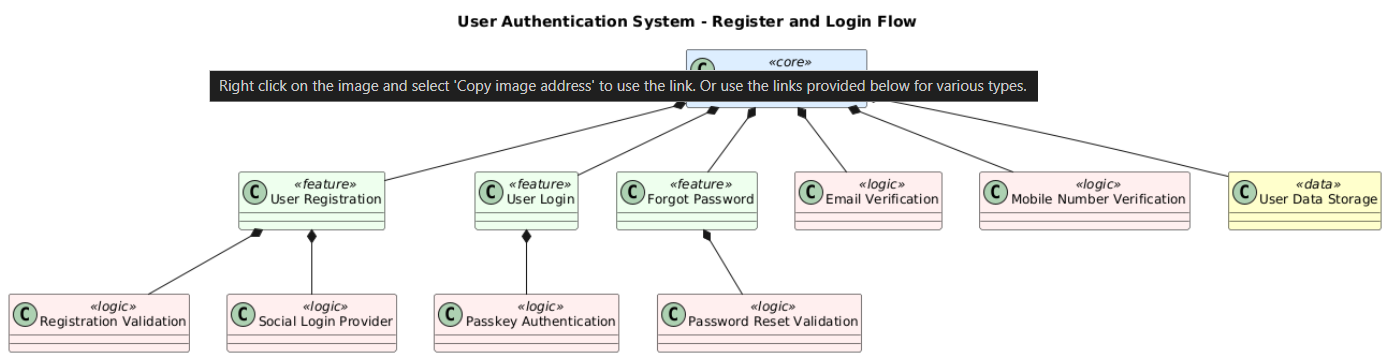 User Authentication System - Register and Login Flow
«core»
C
Right click on the image and select 'Copy image address' to use the link. Or use the links provided below for various types.
C «feature» User Registration
C «feature» User Login
C «feature» Forgot Password
C «logic» Email Verification
C «logic» Mobile Number Verification
C «data» User Data Storage
C «logic» Registration Validation
C «logic» Social Login Provider
C «logic» Passkey Authentication
C «logic» Password Reset Validation